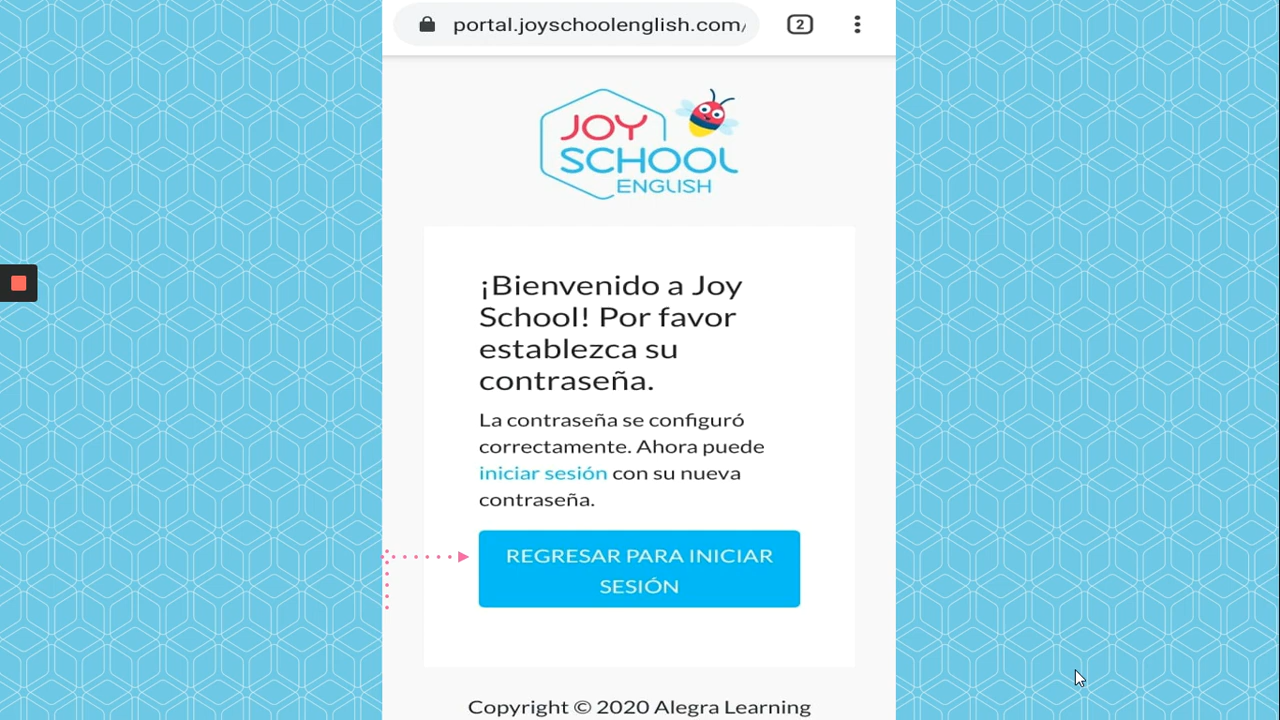 portal.joyschoolenglish.com/
2
JOY
SCHOOL
ENGLISH
¡Bienvenido a Joy
School! Por favor
establezca su
contraseña.
La contraseña se configuró
correctamente. Ahora puede
iniciar sesión con su nueva
contraseña.
REGRESAR PARA INICIAR
SESIÓN
Copyright © 2020 Alegra Learning